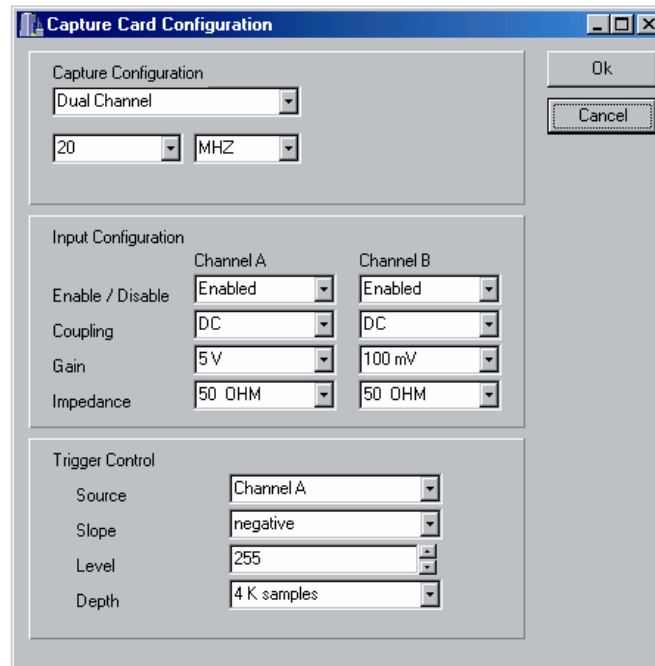 Capture Card Configuration
Capture Configuration
Dual Channel
20 MHZ
Ok
Cancel
Input Configuration
Channel A Channel B
Enable / Disable Enabled Enabled
Coupling DC DC
Gain 5 V 100 mV
Impedance 50 OHM 50 OHM
Trigger Control
Source Channel A
Slope negative
Level 255
Depth 4 K samples